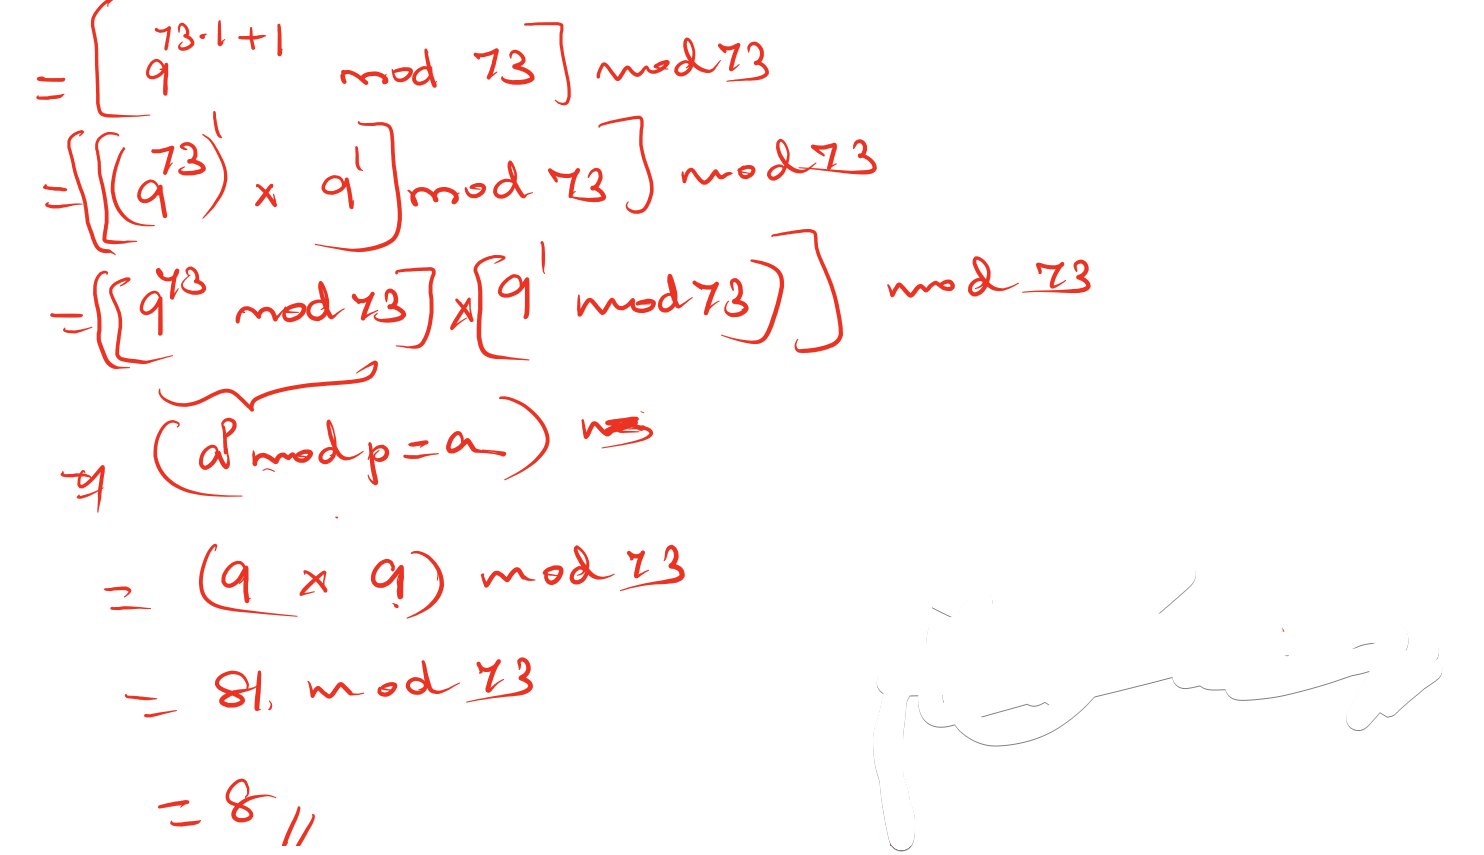 = [ 9^{73·1+1} mod 73 ] mod 73
= [ [ (9^{73})^1 × 9^1 ] mod 73 ] mod 73
= [ [ 9^{73} mod 73 ] × [ 9^1 mod 73 ) ] mod 73
( a^p mod p = a )
= (9 × 9) mod 73
= 81. mod 73
= 8 //